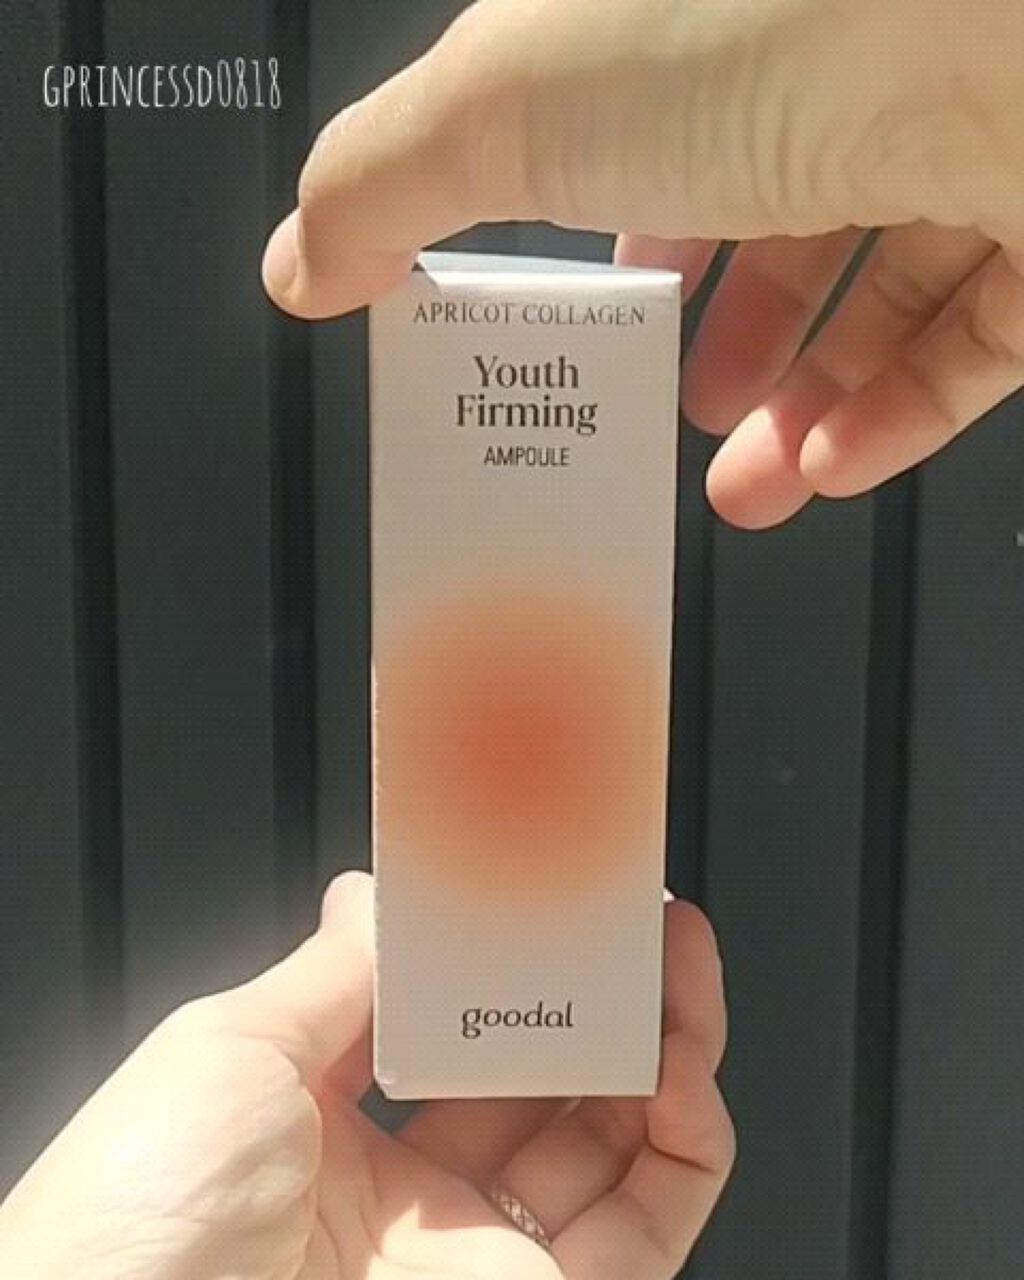 GPRINCESSD0818
APRICOT COLLAGEN
Youth
Firming
AMPOULE
goodal